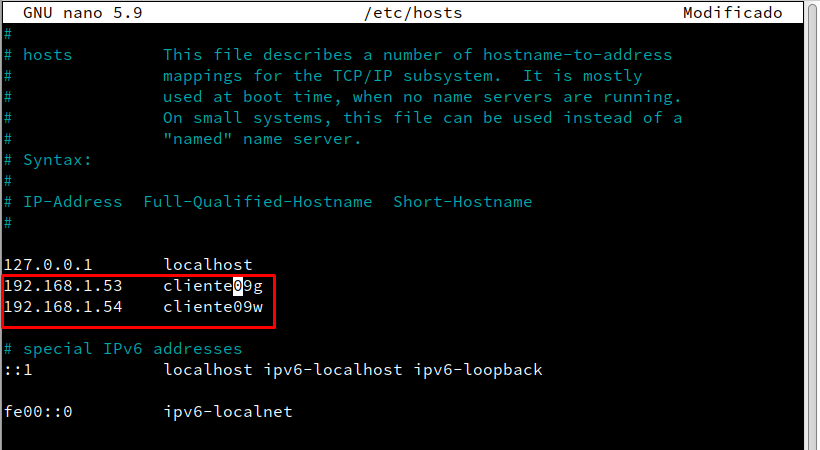 GNU nano 5.9 /etc/hosts Modificado
#
# hosts This file describes a number of hostname-to-address
# mappings for the TCP/IP subsystem. It is mostly
# used at boot time, when no name servers are running.
# On small systems, this file can be used instead of a
# "named" name server.
# Syntax:
#
# IP-Address Full-Qualified-Hostname Short-Hostname
#
127.0.0.1 localhost
192.168.1.53 cliente09g
192.168.1.54 cliente09w
# special IPv6 addresses
::1 localhost ipv6-localhost ipv6-loopback
fe00::0 ipv6-localnet